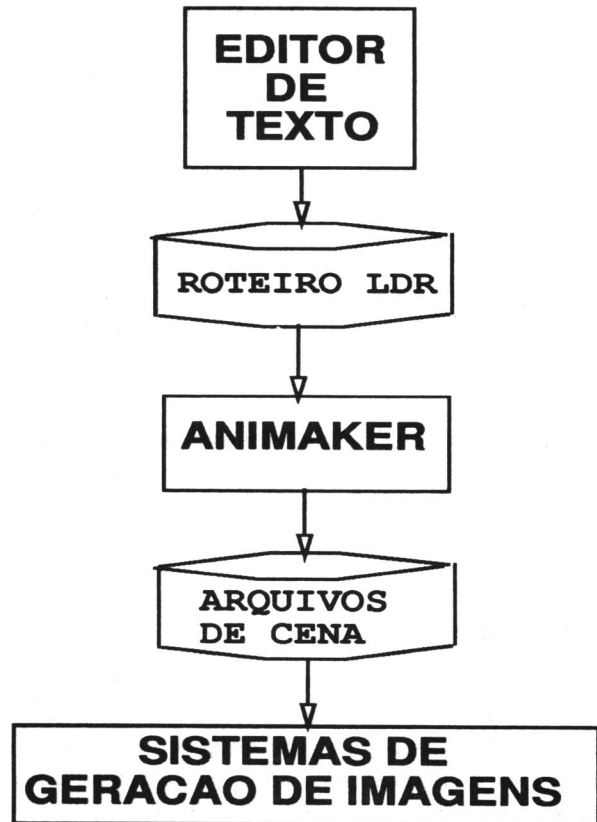 EDITOR
DE
TEXTO
ROTEIRO LDR
ANIMAKER
ARQUIVOS
DE CENA
SISTEMAS DE
GERACAO DE IMAGENS